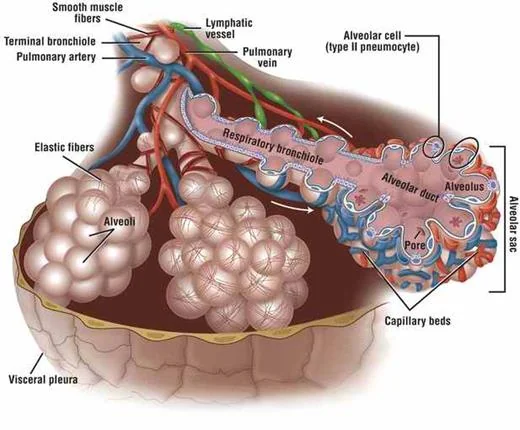 Smooth muscle
fibers
Lymphatic
vessel
Terminal bronchiole
Pulmonary artery
Pulmonary
vein
Alveolar cell
(type II pneumocyte)
Elastic fibers
Respiratory bronchiole
Alveolar duct
Alveolus
Alveolar sac
Alveoli
Pore
Capillary beds
Visceral pleura